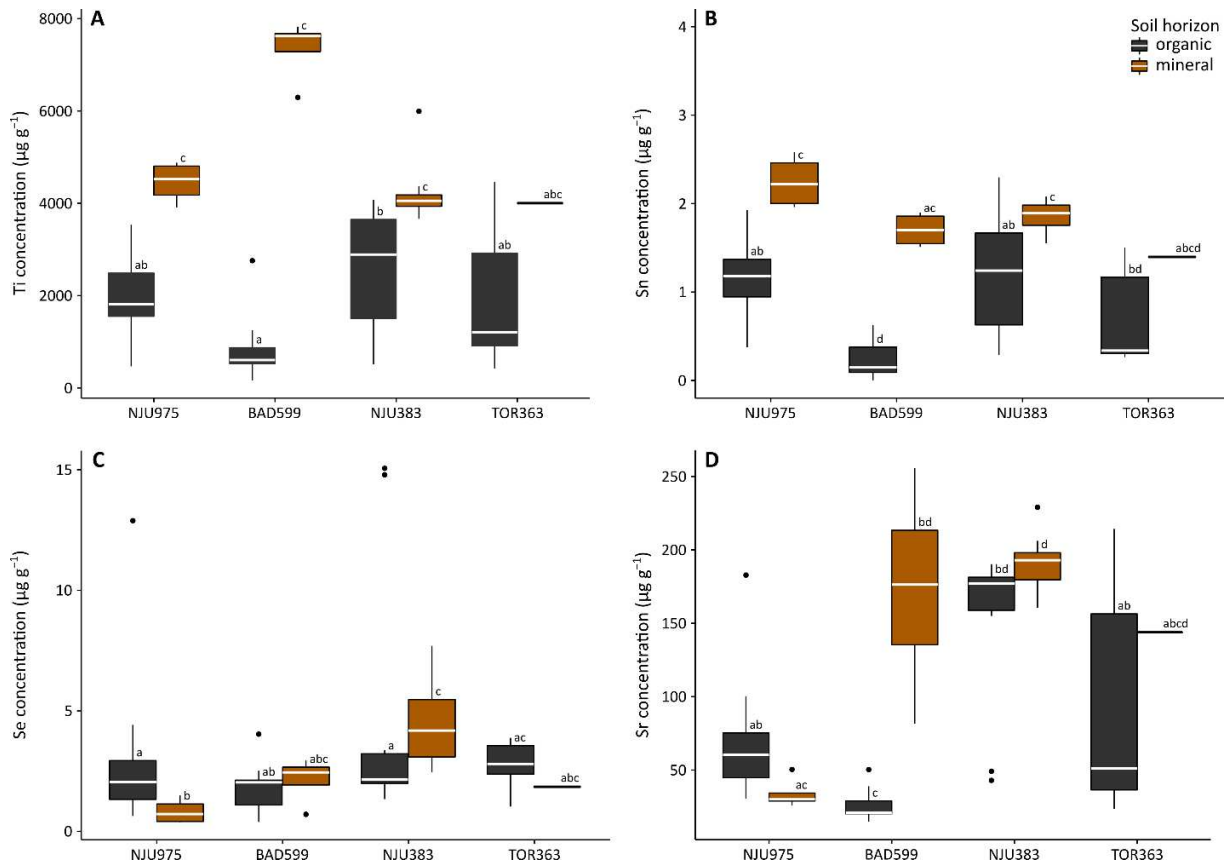 A
Ti concentration (µg g⁻¹)
8000
6000
4000
2000
0
ab
c
a
c
b
c
ab
abc
NJU975 BAD599 NJU383 TOR363
B
Soil horizon
organic
mineral
Sn concentration (µg g⁻¹)
4
3
2
1
0
ab
c
d
ac
ab
c
bd
abcd
NJU975 BAD599 NJU383 TOR363
C
Se concentration (µg g⁻¹)
15
10
5
0
a
b
ab
abc
a
c
ac
abc
NJU975 BAD599 NJU383 TOR363
D
Sr concentration (µg g⁻¹)
250
200
150
100
50
ab
ac
c
bd
bd
d
ab
abcd
NJU975 BAD599 NJU383 TOR363